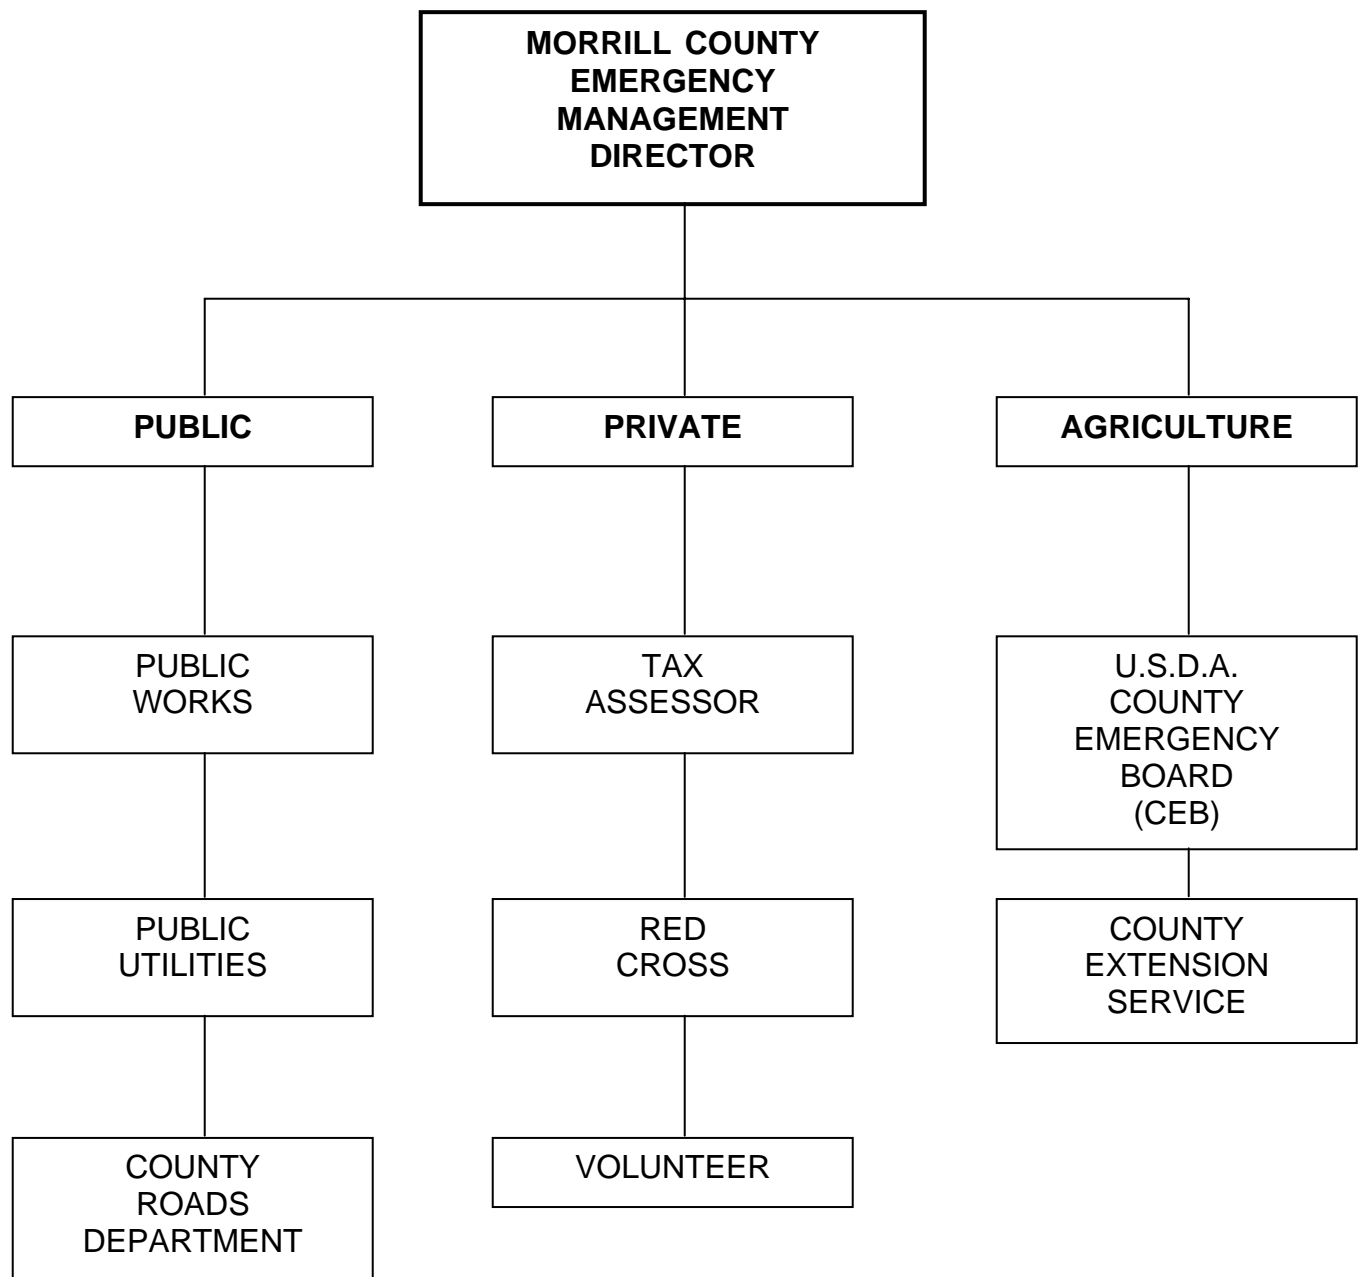 MORRILL COUNTY
EMERGENCY
MANAGEMENT
DIRECTOR
PUBLIC
PRIVATE
AGRICULTURE
PUBLIC
WORKS
TAX
ASSESSOR
U.S.D.A.
COUNTY
EMERGENCY
BOARD
(CEB)
PUBLIC
UTILITIES
RED
CROSS
COUNTY
EXTENSION
SERVICE
COUNTY
ROADS
DEPARTMENT
VOLUNTEER